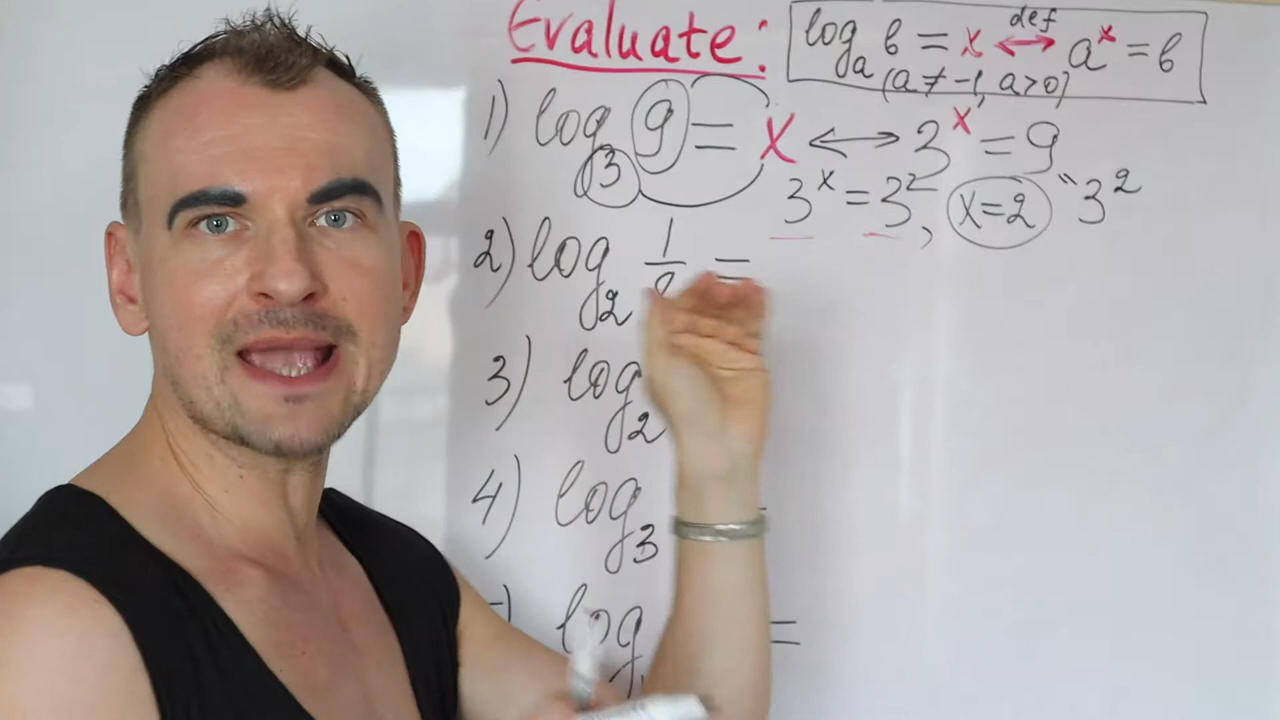 Evaluate:
log_a b = x ⟷ def a^x = b
(a ≠ -1, a > 0)
1) log_3 9 = x ⟷ 3^x = 9
3^x = 3^2, x = 2 " 3^2
2) log_2 1/ =
3) log_2
4) log_3
log =